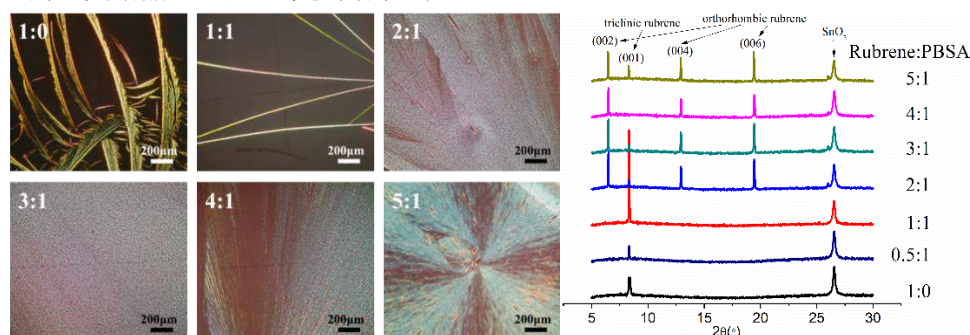 1:0
1:1
2:1
200μm
200μm
200μm
3:1
4:1
5:1
200μm
200μm
200μm
triclinic rubrene
orthorhombic rubrene
(002)
(001)
(004)
(006)
Rubrene:PBSA
5:1
4:1
3:1
2:1
1:1
0.5:1
1:0
5
10
15
20
25
30
2θ(°)